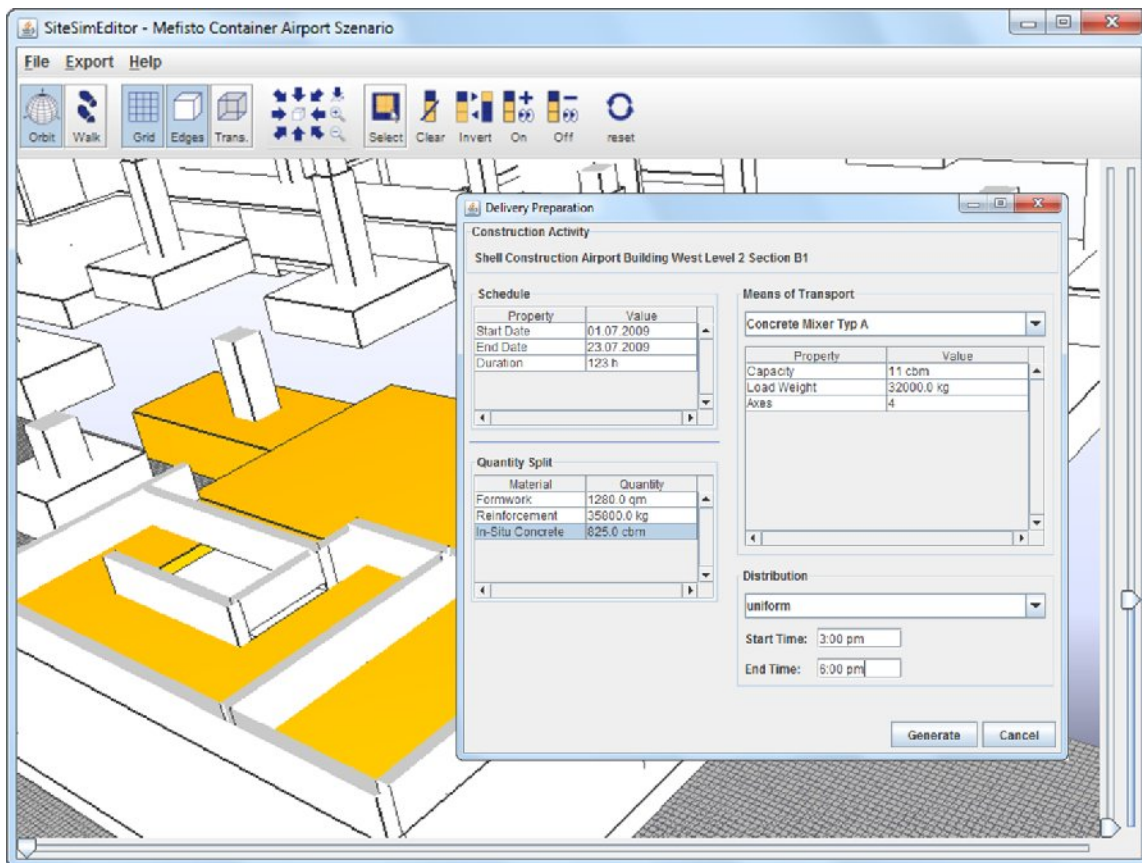 SiteSimEditor - Mefisto Container Airport Szenario
File Export Help
Orbit Walk Grid Edges Trans. Select Clear Invert On Off reset
Delivery Preparation
Construction Activity
Shell Construction Airport Building West Level 2 Section B1
Schedule
Property Value
Start Date 01.07.2009
End Date 23.07.2009
Duration 123 h
Quantity Split
Material Quantity
Formwork 1280.0 qm
Reinforcement 35800.0 kg
In-Situ Concrete 825.0 cbm
Means of Transport
Concrete Mixer Typ A
Property Value
Capacity 11 cbm
Load Weight 32000.0 kg
Axes 4
Distribution
uniform
Start Time: 3:00 pm
End Time: 6:00 pm
Generate Cancel